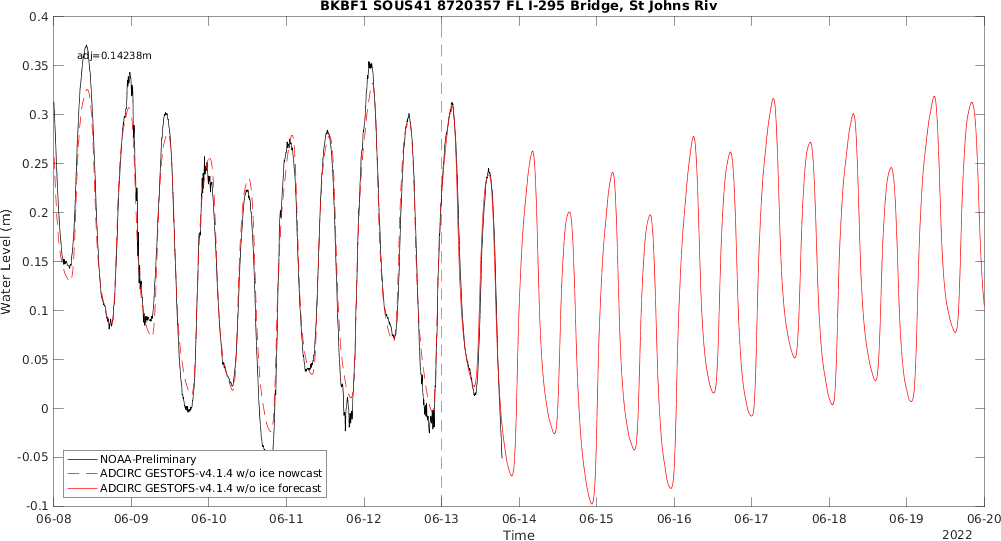 BKBF1 SOUS41 8720357 FL I-295 Bridge, St Johns Riv
adj=0.14238m
Water Level (m)
0.4
0.35
0.3
0.25
0.2
0.15
0.1
0.05
0
-0.05
-0.1
NOAA-Preliminary
ADCIRC GESTOFS-v4.1.4 w/o ice nowcast
ADCIRC GESTOFS-v4.1.4 w/o ice forecast
06-08 06-09 06-10 06-11 06-12 06-13 06-14 06-15 06-16 06-17 06-18 06-19 06-20
Time
2022